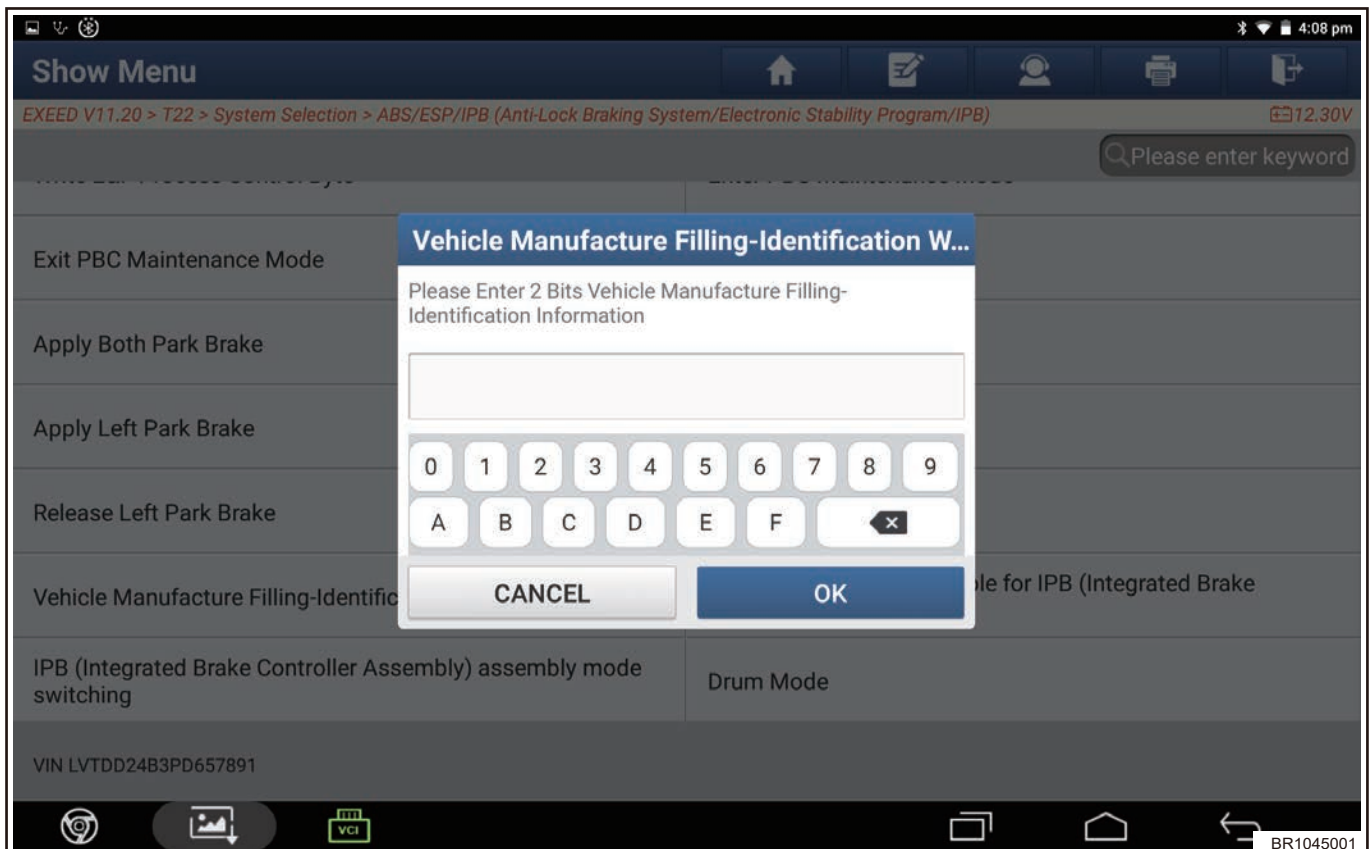 4:08 pm
Show Menu
EXEED V11.20 > T22 > System Selection > ABS/ESP/IPB (Anti-Lock Braking System/Electronic Stability Program/IPB)
12.30V
Please enter keyword
Exit PBC Maintenance Mode
Apply Both Park Brake
Apply Left Park Brake
Release Left Park Brake
Vehicle Manufacture Filling-Identific
le for IPB (Integrated Brake
IPB (Integrated Brake Controller Assembly) assembly mode
switching
Drum Mode
Vehicle Manufacture Filling-Identification W...
Please Enter 2 Bits Vehicle Manufacture Filling-
Identification Information
0 1 2 3 4 5 6 7 8 9
A B C D E F
CANCEL
OK
VIN LVTDD24B3PD657891
VCI
BR1045001